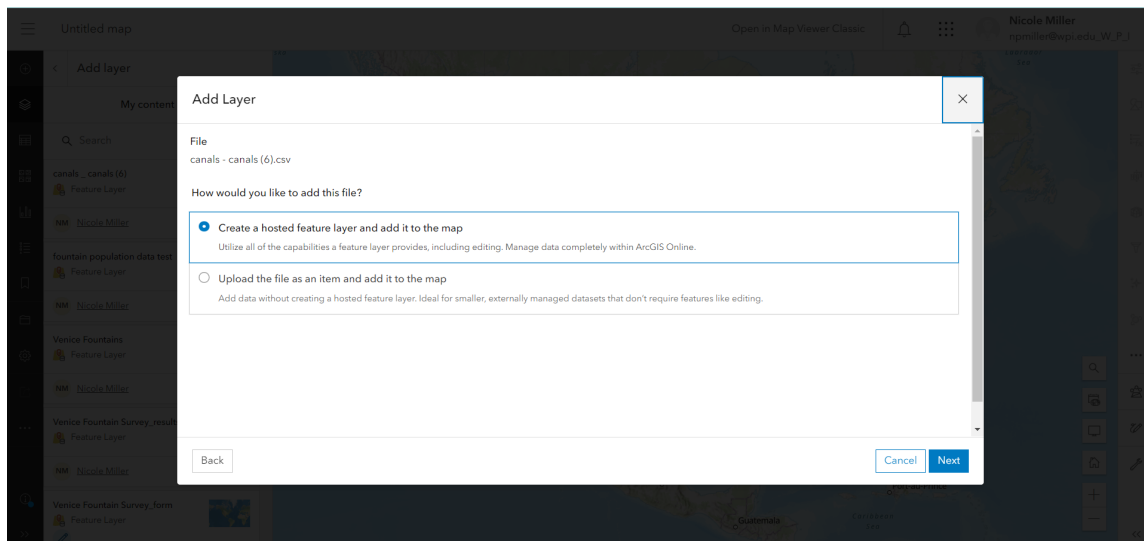 Untitled map
Open in Map Viewer Classic
Nicole Miller
npmiller@wpi.edu_W_P_I
Add layer
My content
Search
canals _ canals (6)
Feature Layer
NM Nicole Miller
fountain population data test
Feature Layer
NM Nicole Miller
Venice Fountains
Feature Layer
NM Nicole Miller
Venice Fountain Survey_result
Feature Layer
NM Nicole Miller
Venice Fountain Survey_form
Feature Layer
Add Layer
File
canals - canals (6).csv
How would you like to add this file?
Create a hosted feature layer and add it to the map
Utilize all of the capabilities a feature layer provides, including editing. Manage data completely within ArcGIS Online.
Upload the file as an item and add it to the map
Add data without creating a hosted feature layer. Ideal for smaller, externally managed datasets that don't require features like editing.
Back
Cancel
Next
Port-au-Prince
Guatemala
Caribbean
Sea